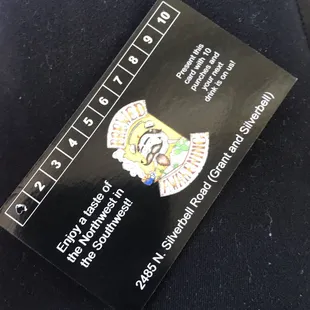 2 3 4 5 6 7 8 9 10
Enjoy a taste of
the Northwest in
the Southwest!
Present this
card with 10
punches and
your next
drink is on us!
2485 N. Silverbell Road (Grant and Silverbell)